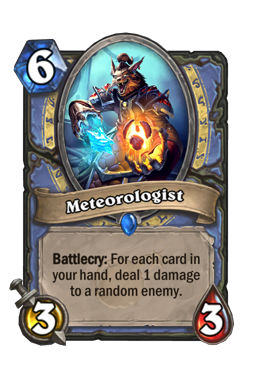 6
Meteorologist
Battlecry: For each card in
your hand, deal 1 damage
to a random enemy.
3 3